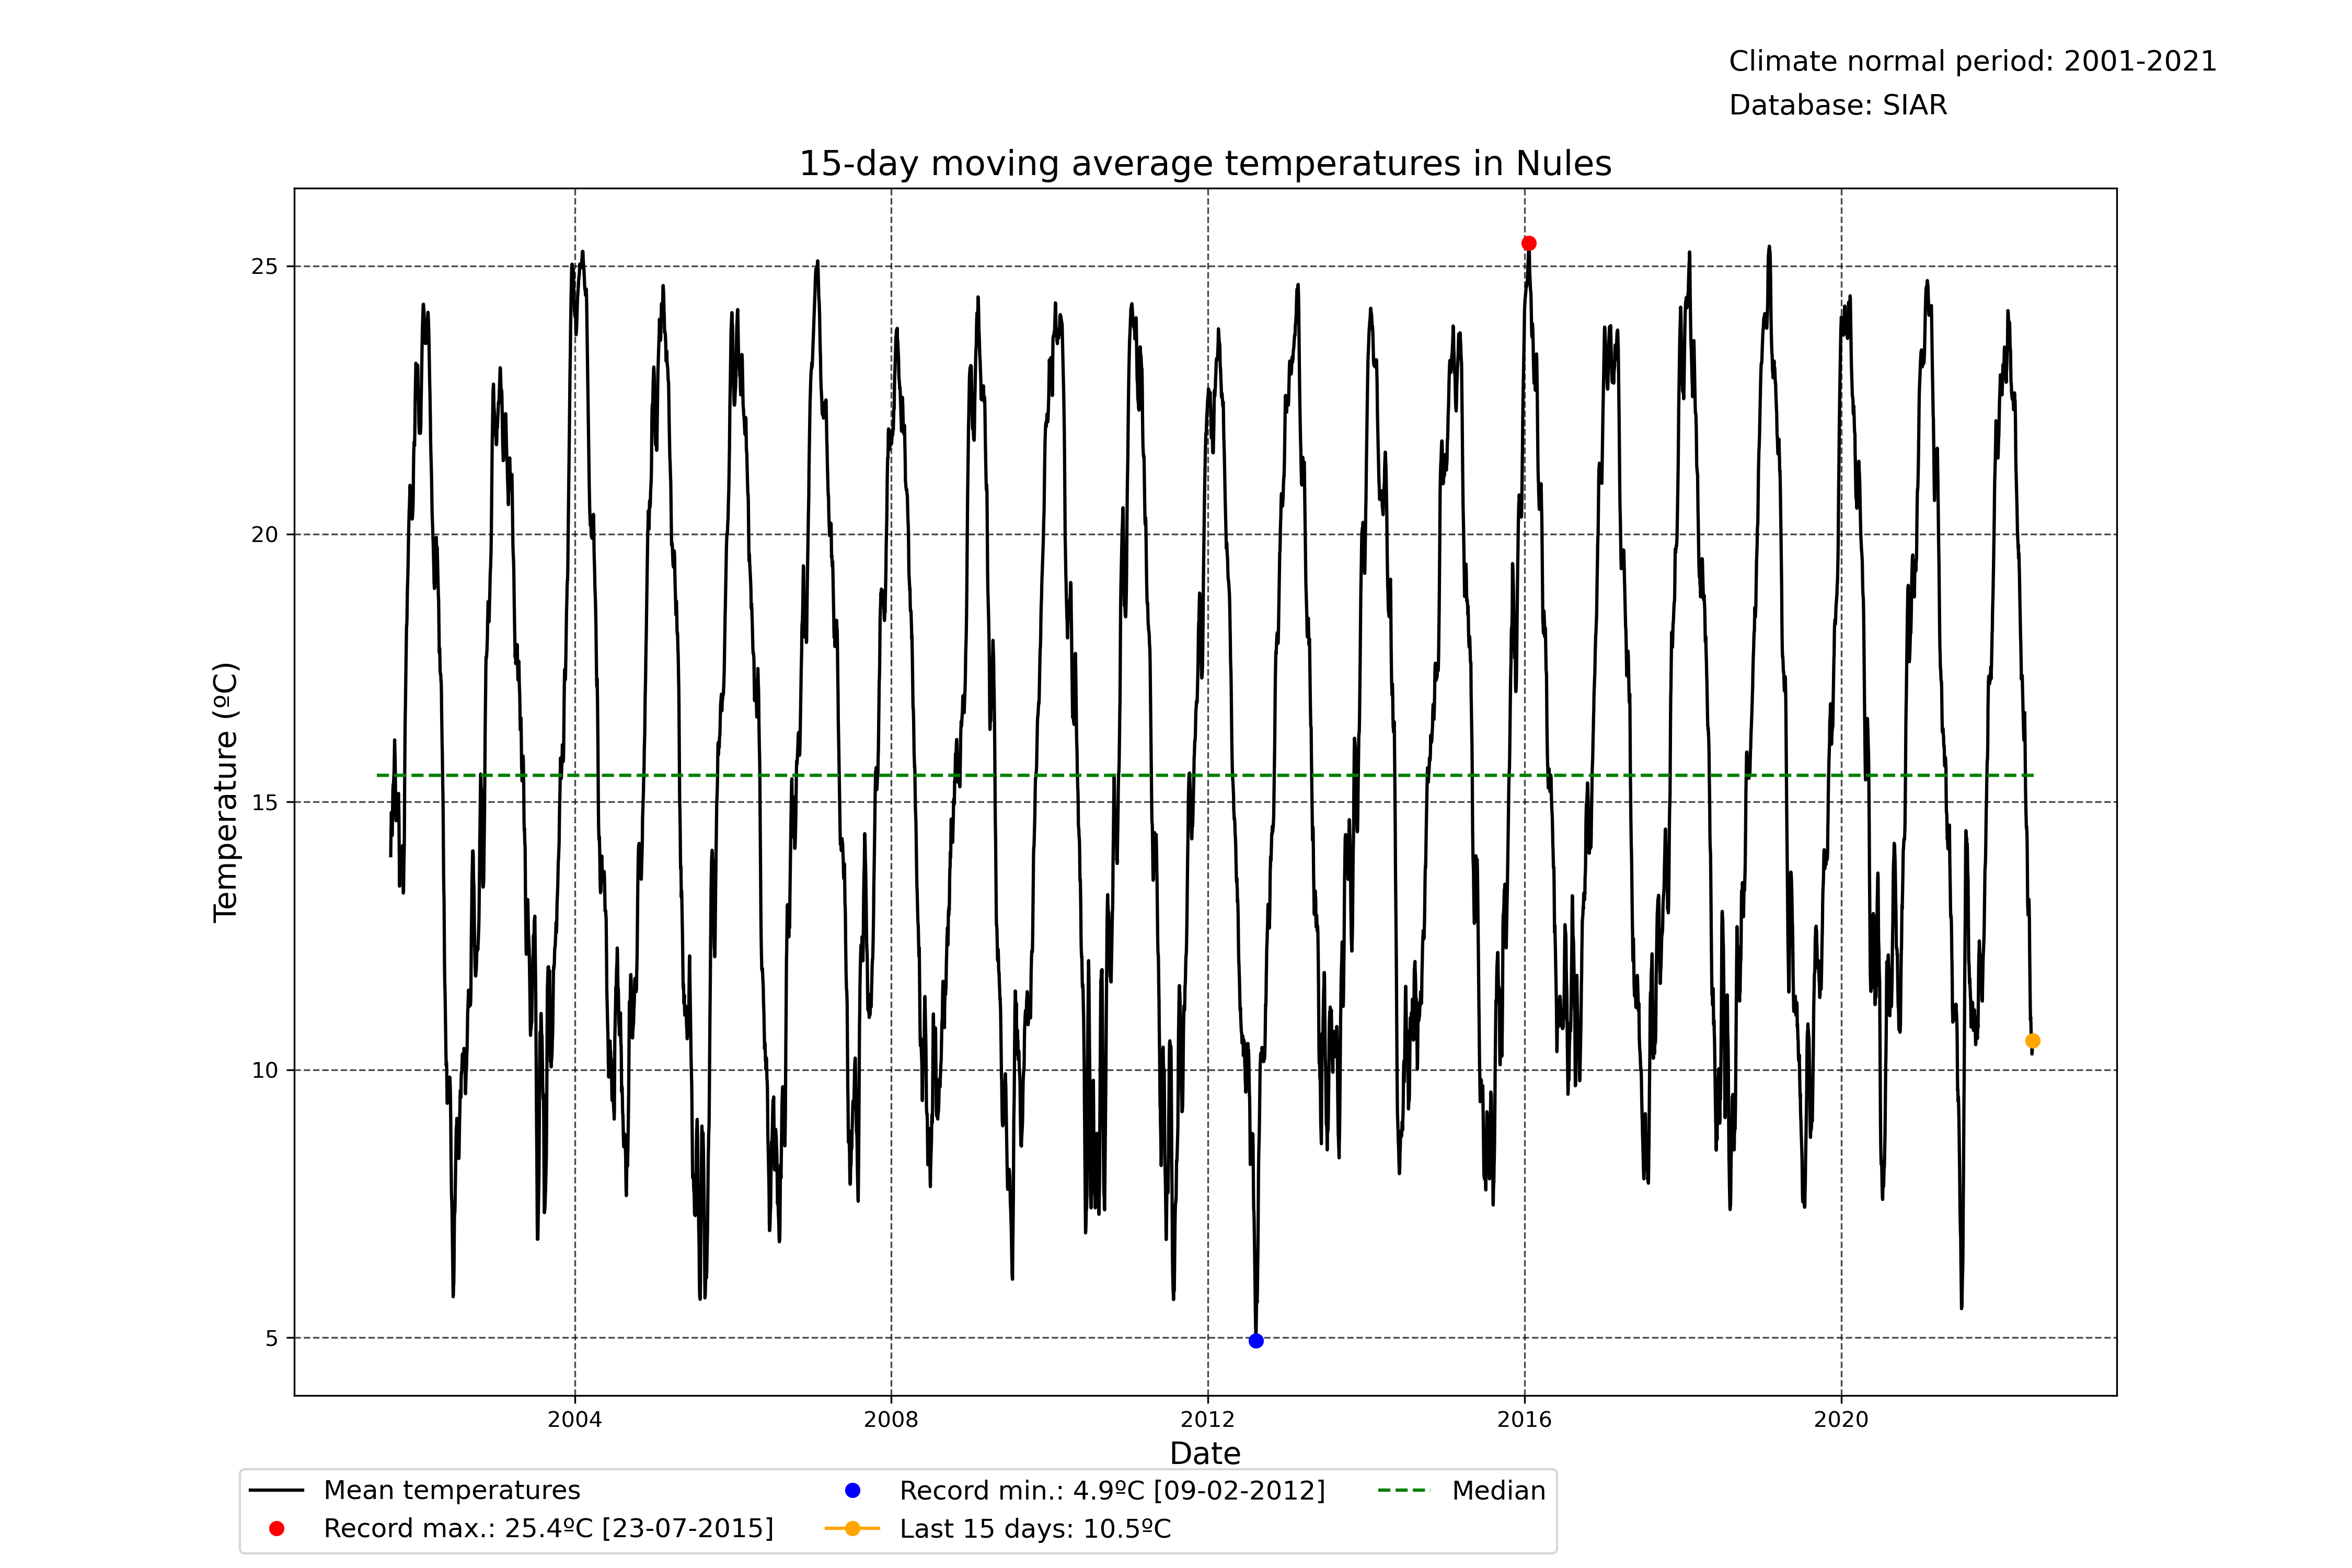 Climate normal period: 2001-2021
Database: SIAR
15-day moving average temperatures in Nules
25
20
15
10
5
Temperature (ºC)
2004 2008 2012 2016 2020
Date
Mean temperatures
Record max.: 25.4ºC [23-07-2015]
Record min.: 4.9ºC [09-02-2012]
Last 15 days: 10.5ºC
Median